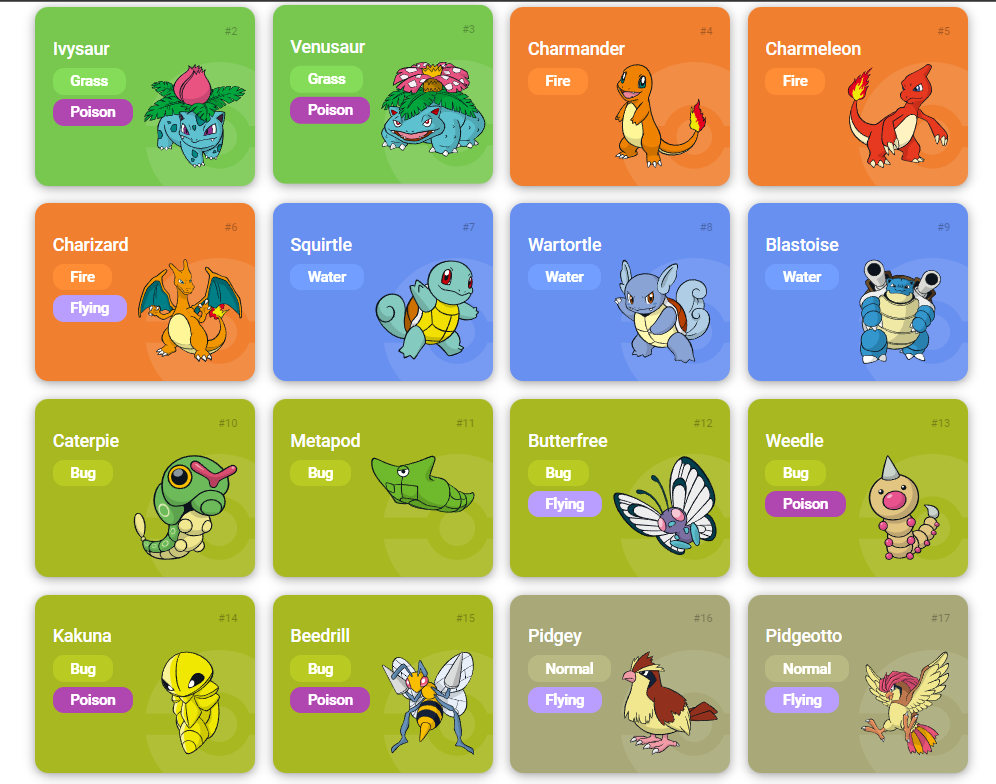 #2
Ivysaur
Grass
Poison
#3
Venusaur
Grass
Poison
#4
Charmander
Fire
#5
Charmeleon
Fire
#6
Charizard
Fire
Flying
#7
Squirtle
Water
#8
Wartortle
Water
#9
Blastoise
Water
#10
Caterpie
Bug
#11
Metapod
Bug
#12
Butterfree
Bug
Flying
#13
Weedle
Bug
Poison
#14
Kakuna
Bug
Poison
#15
Beedrill
Bug
Poison
#16
Pidgey
Normal
Flying
#17
Pidgeotto
Normal
Flying